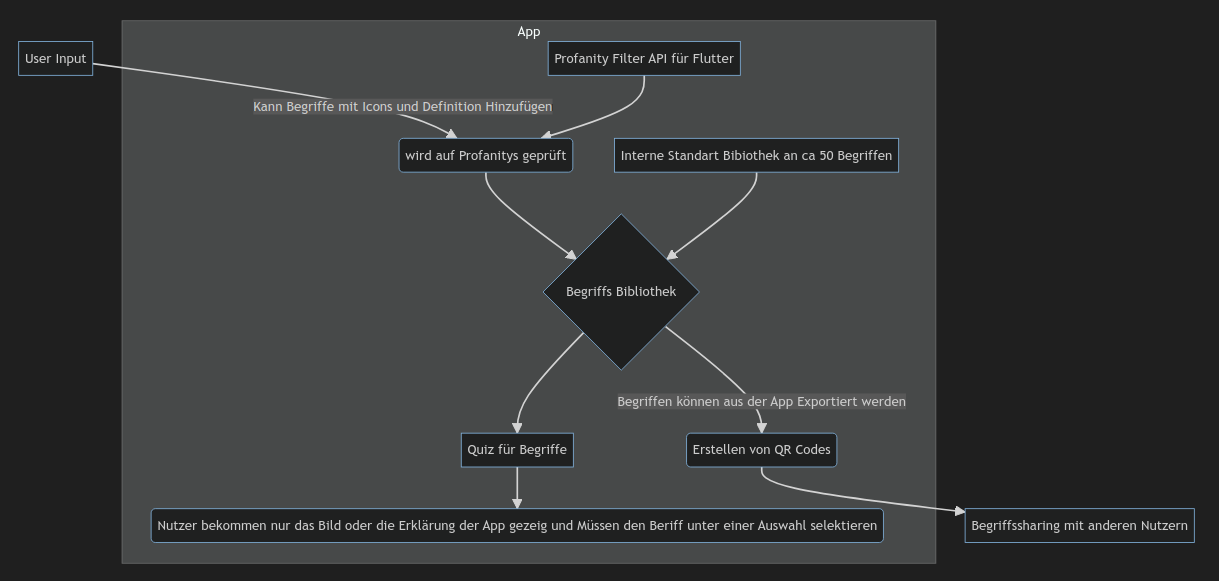 App
User Input
Profanity Filter API für Flutter
Kann Begriffe mit Icons und Definition Hinzufügen
wird auf Profanitys geprüft
Interne Standart Bibiothek an ca 50 Begriffen
Begriffs Bibliothek
Begriffen können aus der App Exportiert werden
Quiz für Begriffe
Erstellen von QR Codes
Nutzer bekommen nur das Bild oder die Erklärung der App gezeig und Müssen den Beriff unter einer Auswahl selektieren
Begriffssharing mit anderen Nutzern